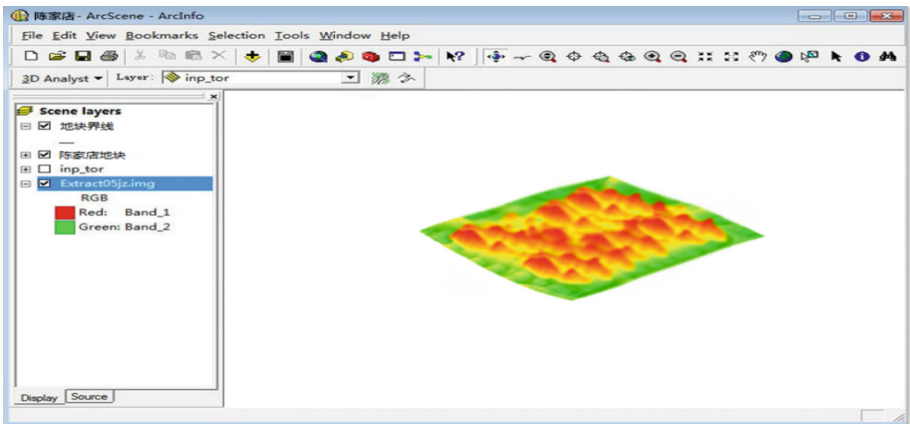 陈家店 - ArcScene - ArcInfo
File Edit View Bookmarks Selection Tools Window Help
3D Analyst Layer: inp_tor
Scene layers
地块界线
陈家店地块
inp_tor
Extract05jz.img
RGB
Red: Band_1
Green: Band_2
Display Source